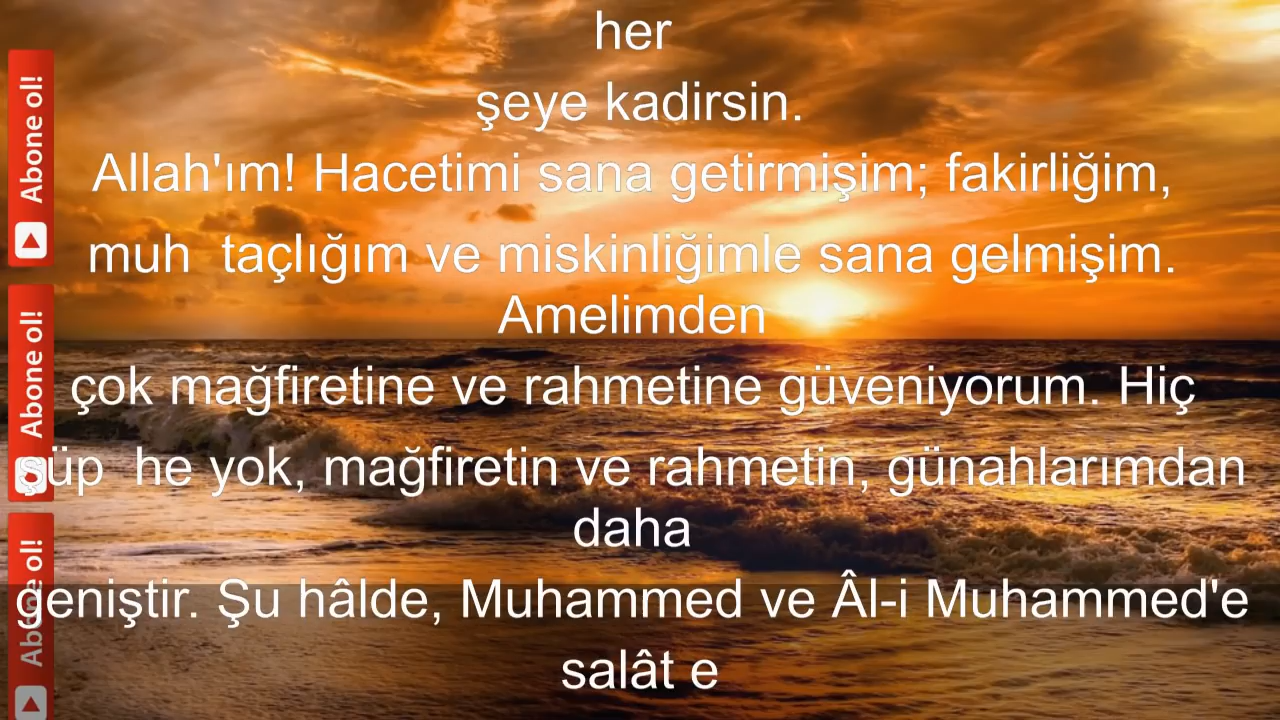 her
şeye kadirsin.
Allah'ım! Hacetimi sana getirmişim; fakirliğim,
muh  taçlığım ve miskinliğimle sana gelmişim.
Amelimden
çok mağfiretine ve rahmetine güveniyorum. Hiç
şüp  he yok, mağfiretin ve rahmetin, günahlarımdan
daha
geniştir. Şu hâlde, Muhammed ve Âl-i Muhammed'e
salât e
Abone ol!
Abone ol!
Abone ol!